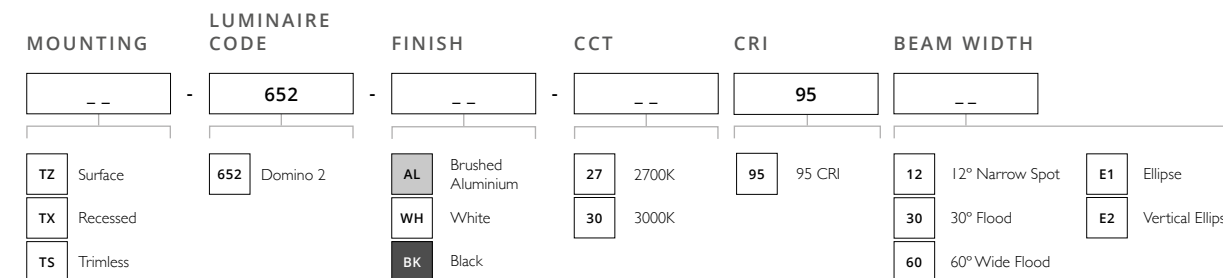 MOUNTING
LUMINAIRE
CODE
FINISH
CCT
CRI
BEAM WIDTH
_ _ - 652 - _ _ - _ _ 95 _ _
TZ Surface
TX Recessed
TS Trimless
652 Domino 2
AL Brushed
Aluminium
WH White
BK Black
27 2700K
30 3000K
95 95 CRI
12 12º Narrow Spot
30 30º Flood
60 60º Wide Flood
E1 Ellipse
E2 Vertical Ellips